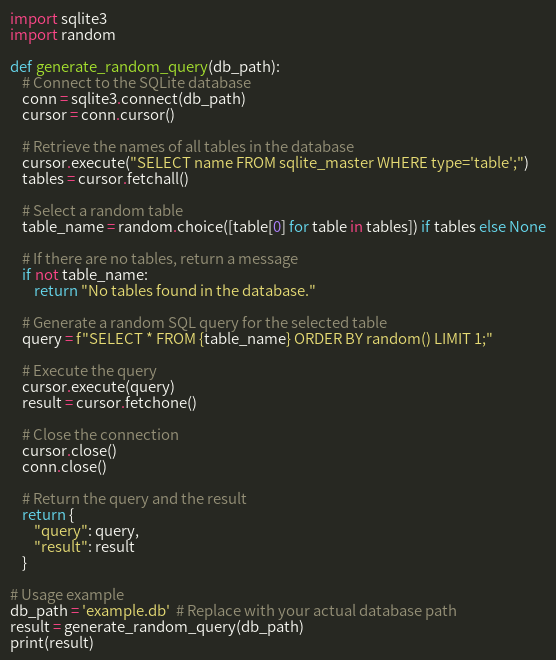 import sqlite3
import random

def generate_random_query(db_path):
    # Connect to the SQLite database
    conn = sqlite3.connect(db_path)
    cursor = conn.cursor()

    # Retrieve the names of all tables in the database
    cursor.execute("SELECT name FROM sqlite_master WHERE type='table';")
    tables = cursor.fetchall()

    # Select a random table
    table_name = random.choice([table[0] for table in tables]) if tables else None

    # If there are no tables, return a message
    if not table_name:
        return "No tables found in the database."

    # Generate a random SQL query for the selected table
    query = f"SELECT * FROM {table_name} ORDER BY random() LIMIT 1;"

    # Execute the query
    cursor.execute(query)
    result = cursor.fetchone()

    # Close the connection
    cursor.close()
    conn.close()

    # Return the query and the result
    return {
        "query": query,
        "result": result
    }

# Usage example
db_path = 'example.db'  # Replace with your actual database path
result = generate_random_query(db_path)
print(result)